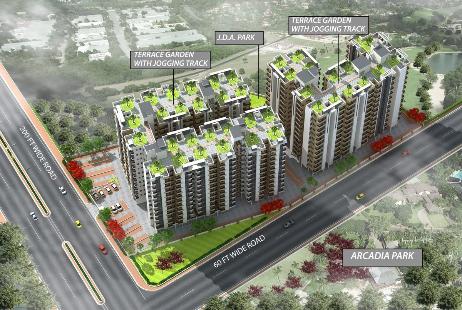 TERRACE GARDEN
WITH JOGGING TRACK
J.D.A. PARK
TERRACE GARDEN
WITH JOGGING TRACK
200 FT WIDE ROAD
60 FT WIDE ROAD
ARCADIA PARK